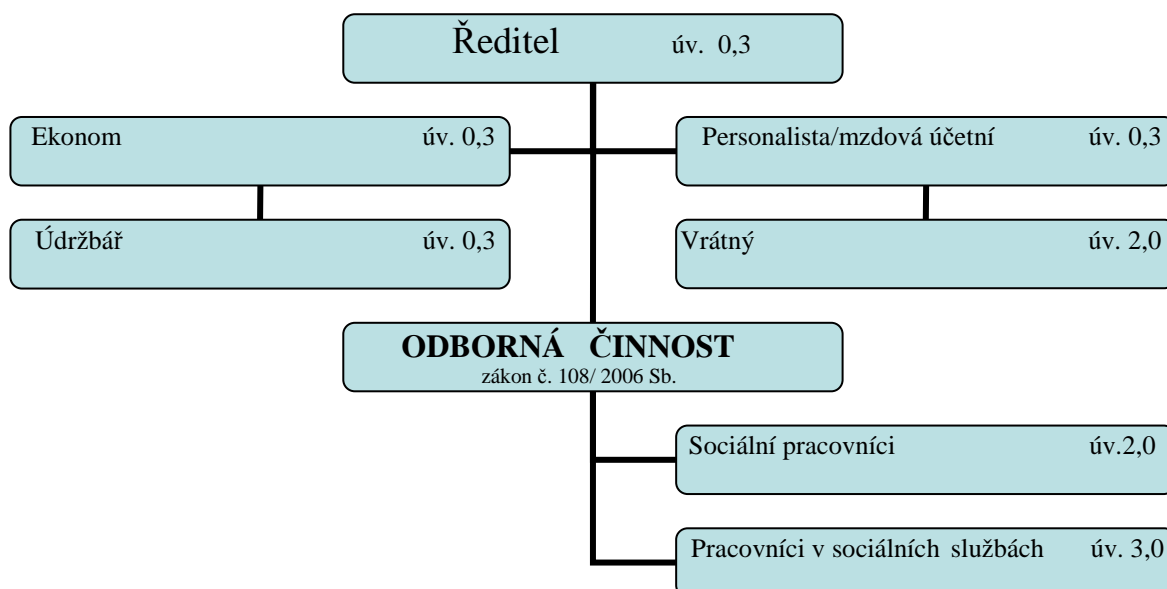 Ředitel úv. 0,3
Ekonom úv. 0,3
Personalista/mzdová účetní úv. 0,3
Údržbář úv. 0,3
Vrátný úv. 2,0
ODBORNÁ ČINNOST
zákon č. 108/ 2006 Sb.
Sociální pracovníci úv.2,0
Pracovníci v sociálních službách úv. 3,0